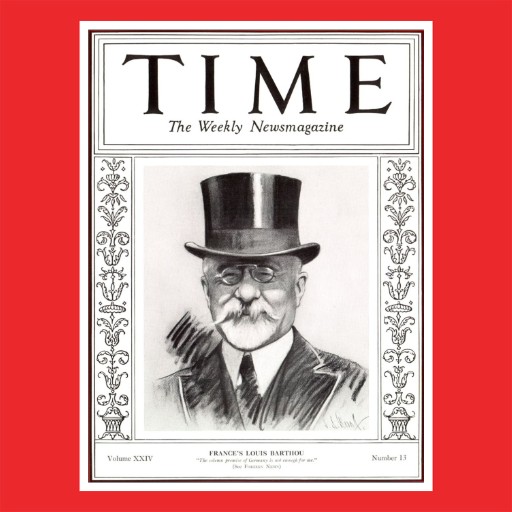 TIME
The Weekly Newsmagazine
Volume XXIV
FRANCE'S LOUIS BARTHOU
"The solemn promise of Germany is not enough for me."
(See FOREIGN NEWS)
Number 13